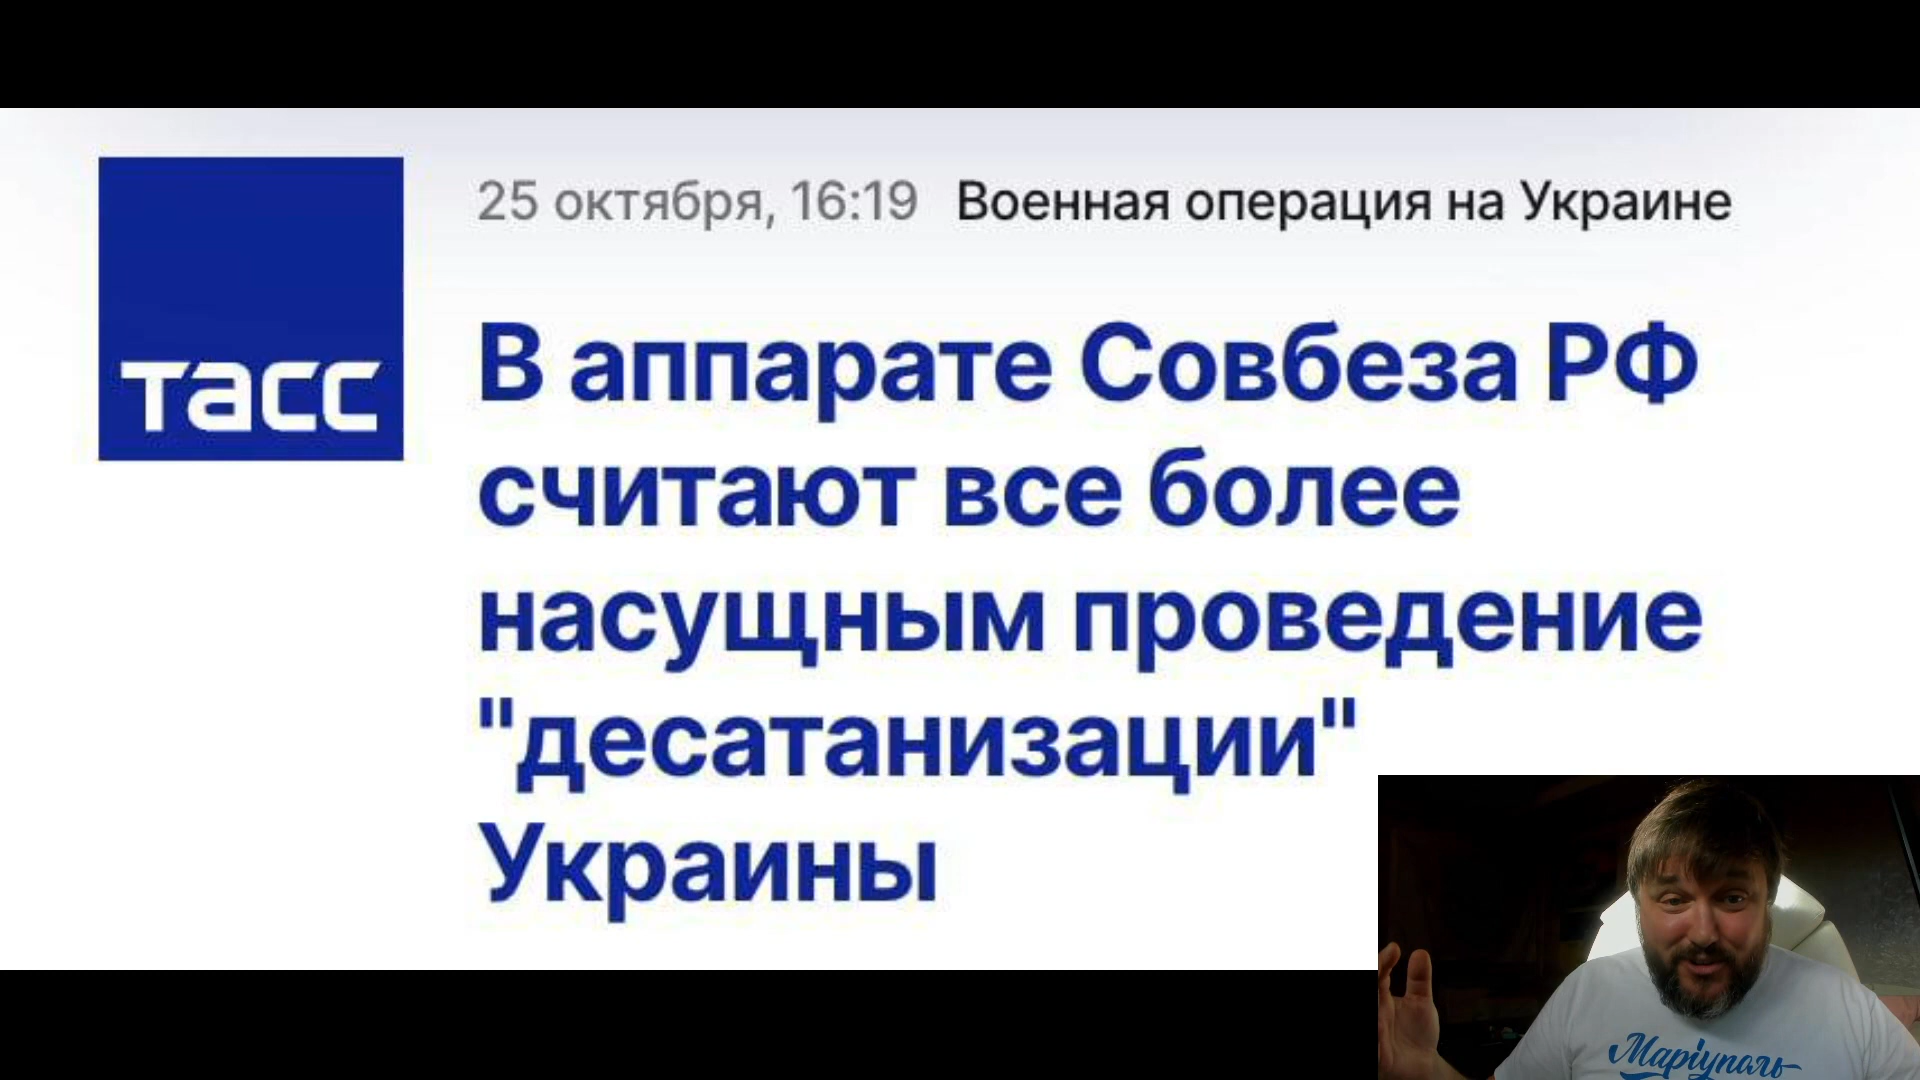 25 октября, 16:19 Военная операция на Украине
тасс
В аппарате Совбеза РФ
считают все более
насущным проведение
"десатанизации"
Украины
Маріуполь